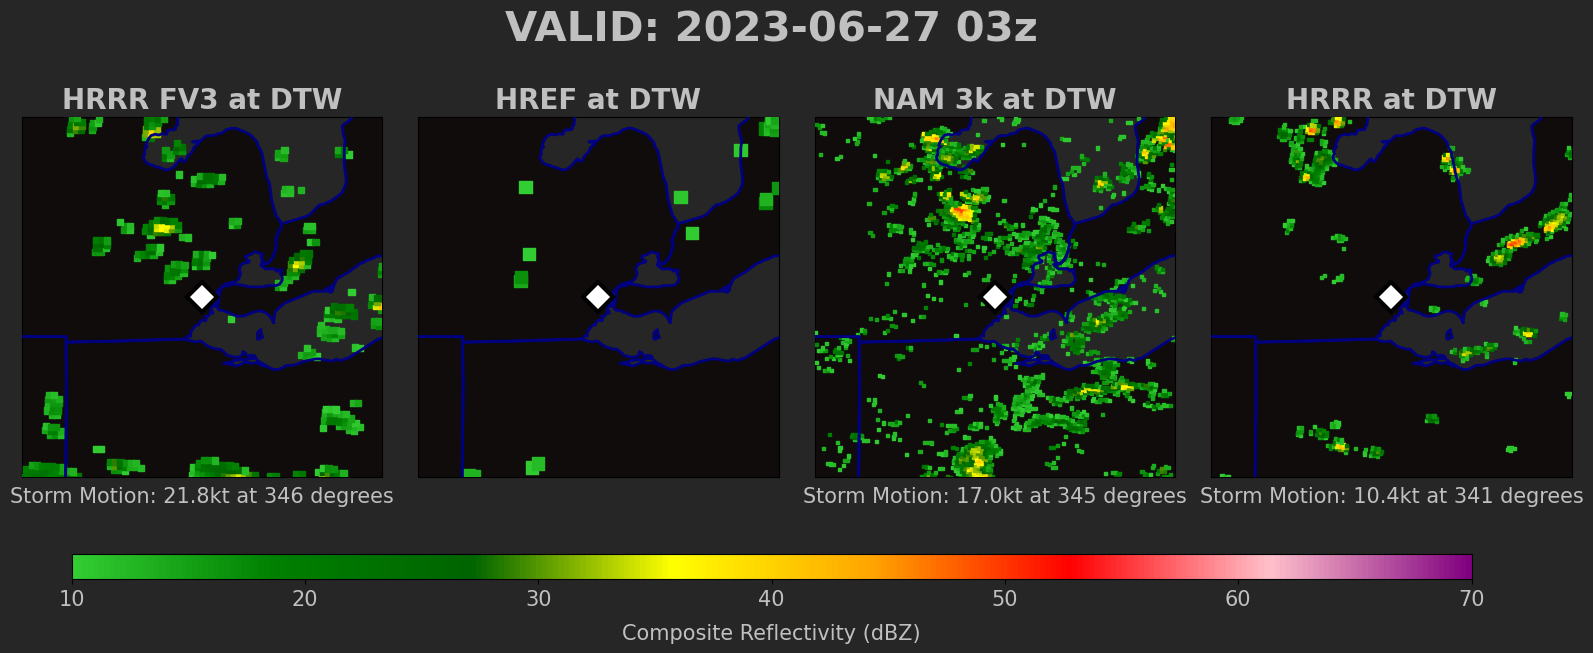 VALID: 2023-06-27 03z
HRRR FV3 at DTW
HREF at DTW
NAM 3k at DTW
HRRR at DTW
Storm Motion: 21.8kt at 346 degrees
Storm Motion: 17.0kt at 345 degrees
Storm Motion: 10.4kt at 341 degrees
10 20 30 40 50 60 70
Composite Reflectivity (dBZ)